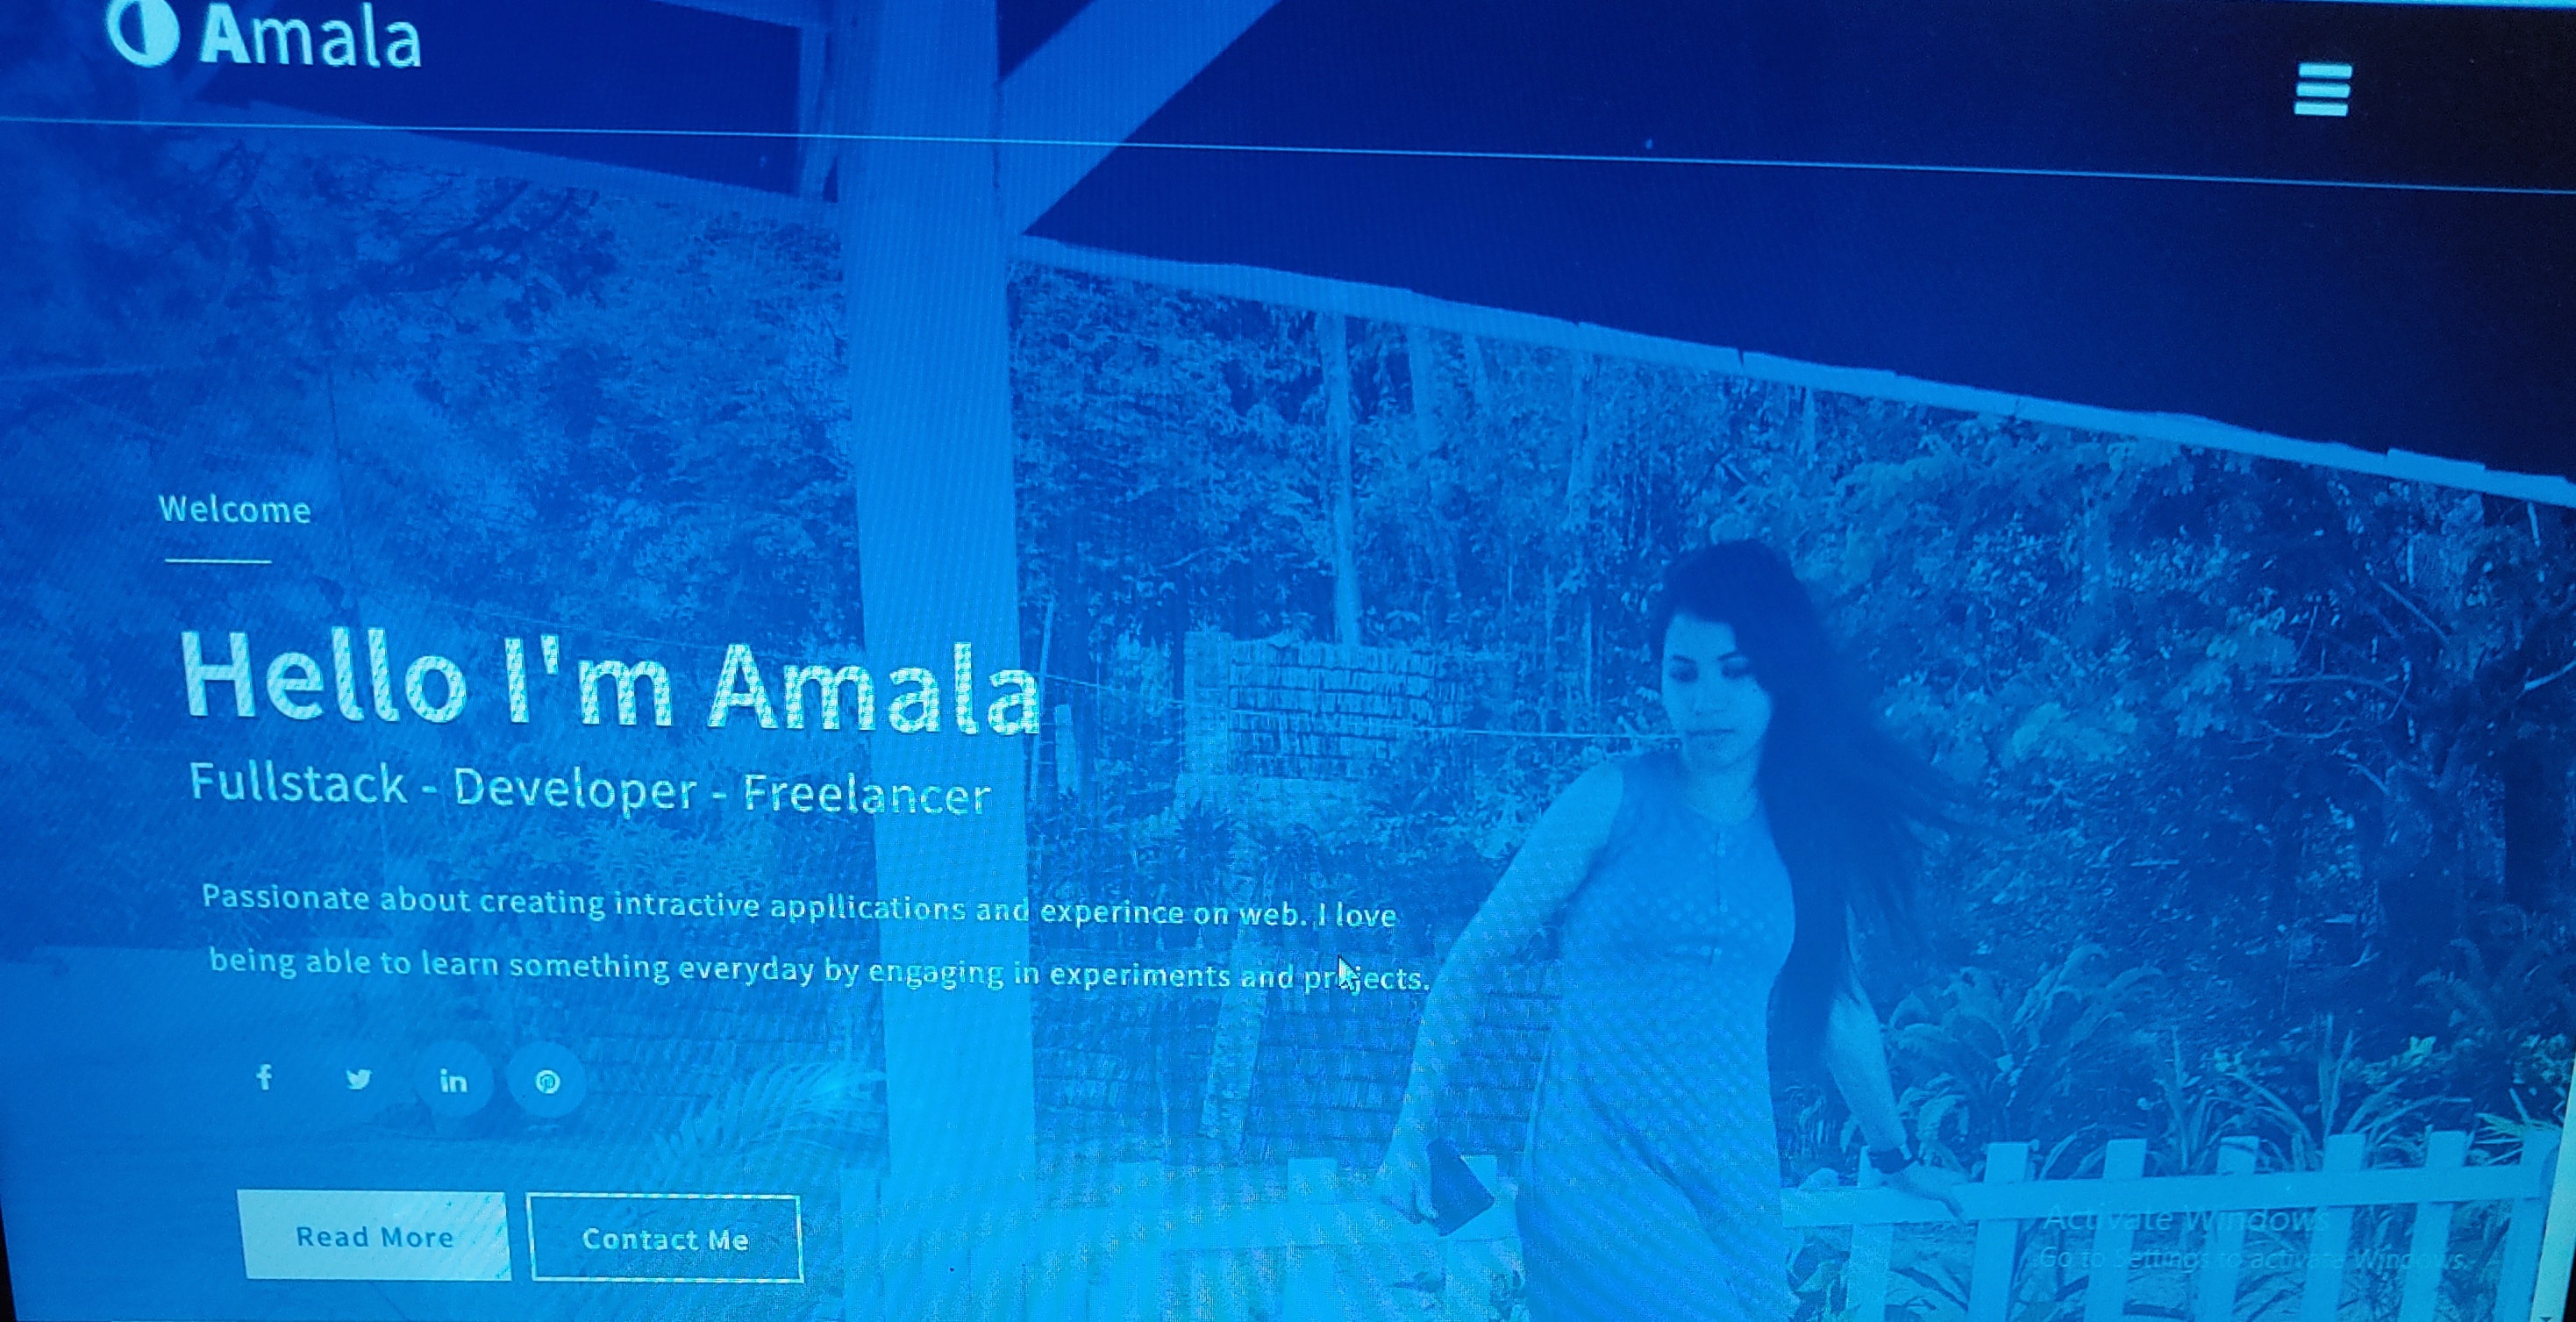 Amala
Welcome
Hello I'm Amala
Fullstack - Developer - Freelancer
Passionate about creating intractive appllications and experince on web. I love
being able to learn something everyday by engaging in experiments and projects.
f in
Read More
Contact Me
Activate Windows
Go to Settings to activate Windows.